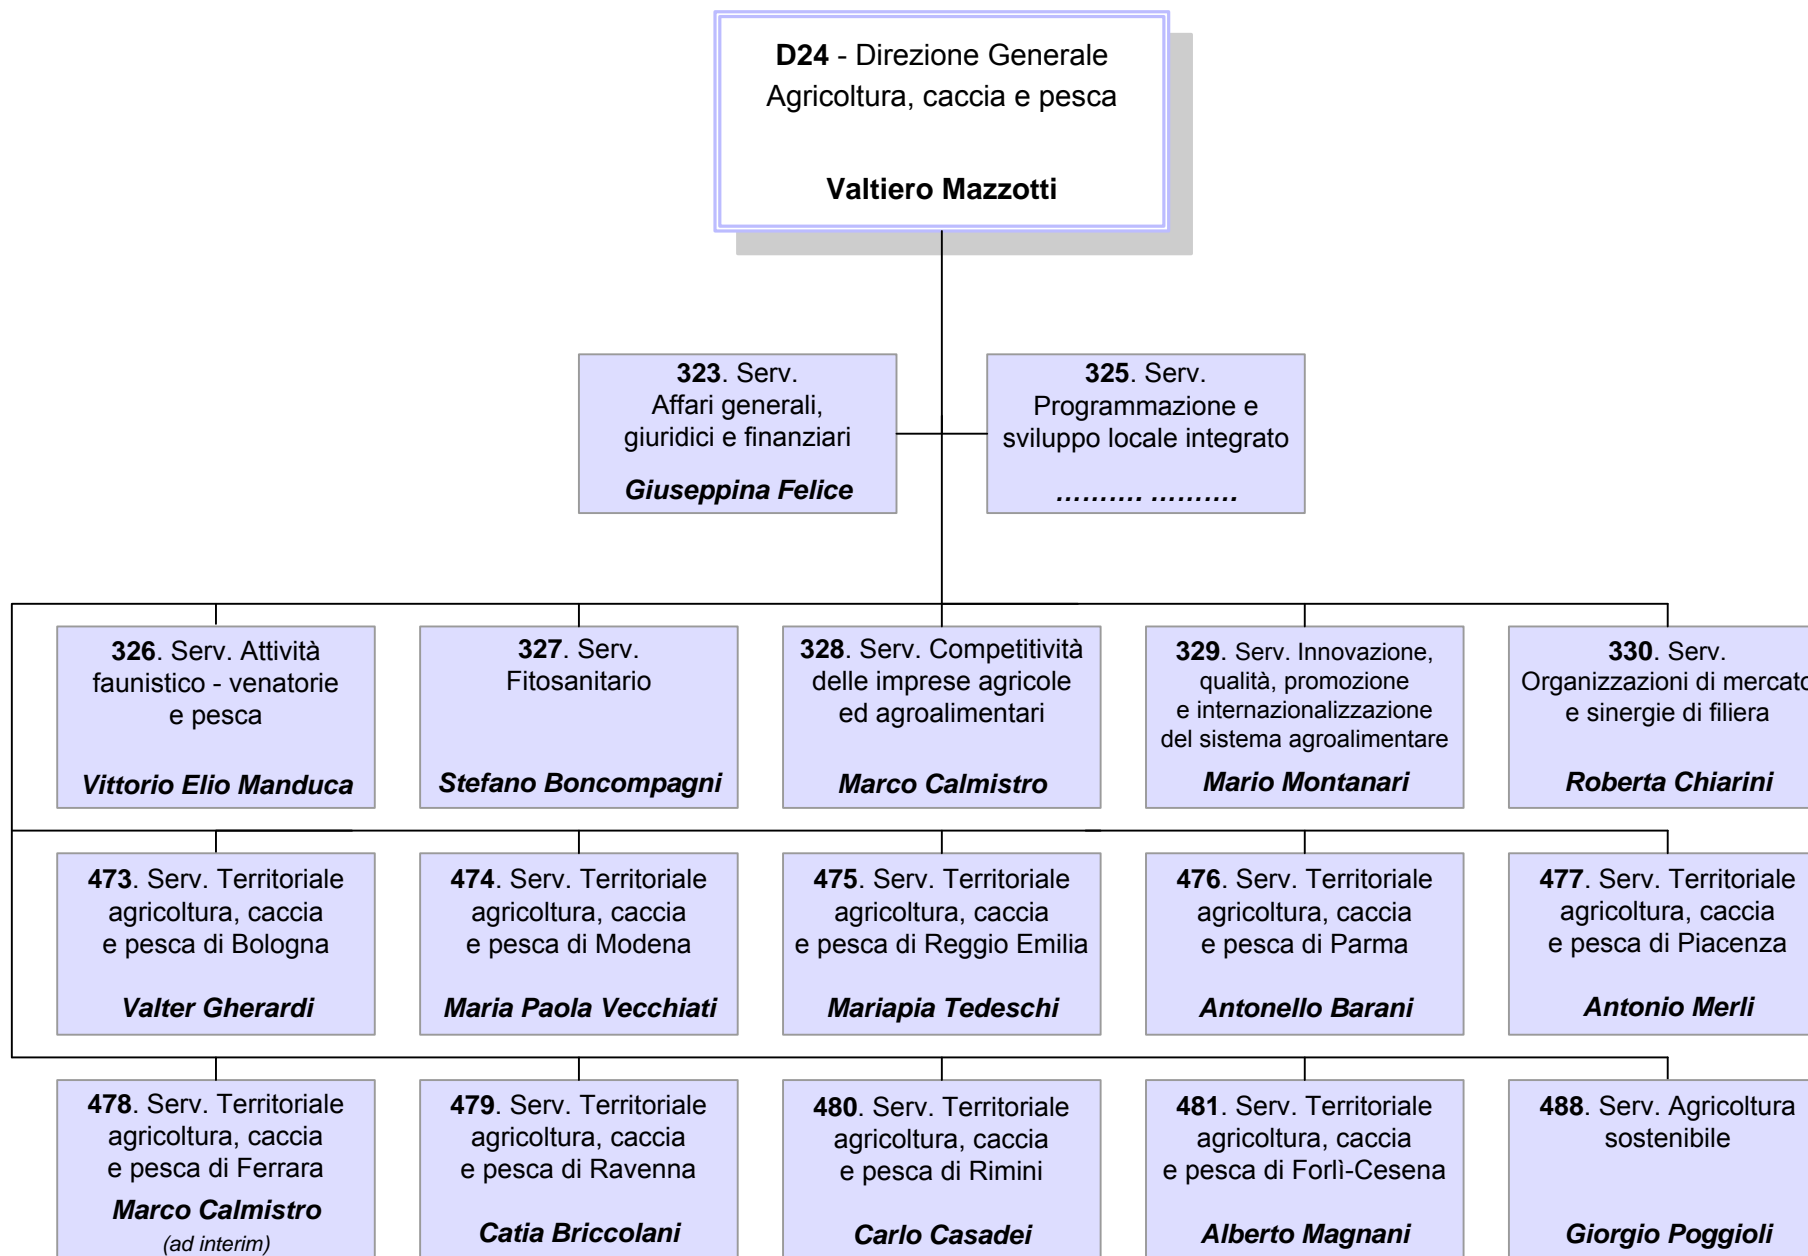 D24 - Direzione Generale
Agricoltura, caccia e pesca
Valtiero Mazzotti
323. Serv.
Affari generali,
giuridici e finanziari
Giuseppina Felice
325. Serv.
Programmazione e
sviluppo locale integrato
………. ……….
326. Serv. Attività
faunistico - venatorie
e pesca
Vittorio Elio Manduca
327. Serv.
Fitosanitario
Stefano Boncompagni
328. Serv. Competitività
delle imprese agricole
ed agroalimentari
Marco Calmistro
329. Serv. Innovazione,
qualità, promozione
e internazionalizzazione
del sistema agroalimentare
Mario Montanari
330. Serv.
Organizzazioni di mercato
e sinergie di filiera
Roberta Chiarini
473. Serv. Territoriale
agricoltura, caccia
e pesca di Bologna
Valter Gherardi
474. Serv. Territoriale
agricoltura, caccia
e pesca di Modena
Maria Paola Vecchiati
475. Serv. Territoriale
agricoltura, caccia
e pesca di Reggio Emilia
Mariapia Tedeschi
476. Serv. Territoriale
agricoltura, caccia
e pesca di Parma
Antonello Barani
477. Serv. Territoriale
agricoltura, caccia
e pesca di Piacenza
Antonio Merli
478. Serv. Territoriale
agricoltura, caccia
e pesca di Ferrara
Marco Calmistro
(ad interim)
479. Serv. Territoriale
agricoltura, caccia
e pesca di Ravenna
Catia Briccolani
480. Serv. Territoriale
agricoltura, caccia
e pesca di Rimini
Carlo Casadei
481. Serv. Territoriale
agricoltura, caccia
e pesca di Forlì-Cesena
Alberto Magnani
488. Serv. Agricoltura
sostenibile
Giorgio Poggioli